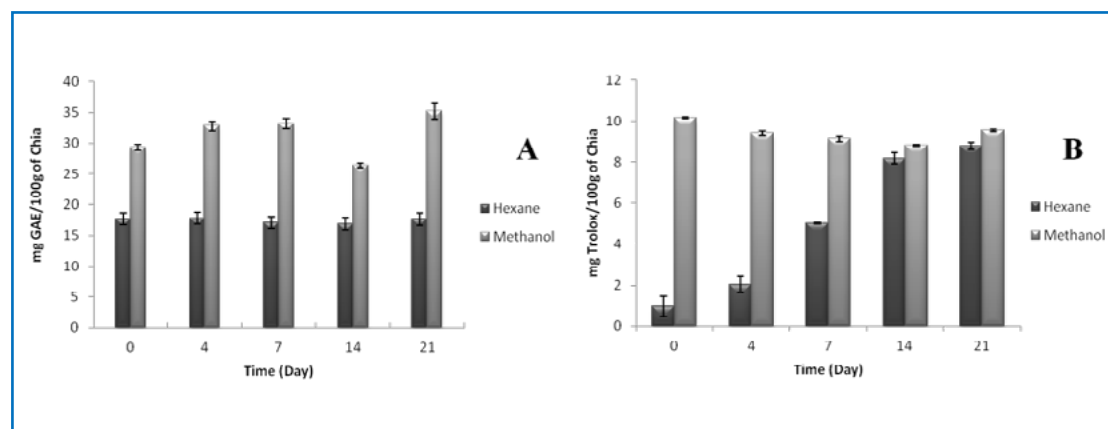 40
35
30
25
20
15
10
5
0
mg GAE/100g of Chia
0 4 7 14 21
Time (Day)
A
Hexane
Methanol
12
10
8
6
4
2
0
mg Trolox/100g of Chia
0 4 7 14 21
Time (Day)
B
Hexane
Methanol